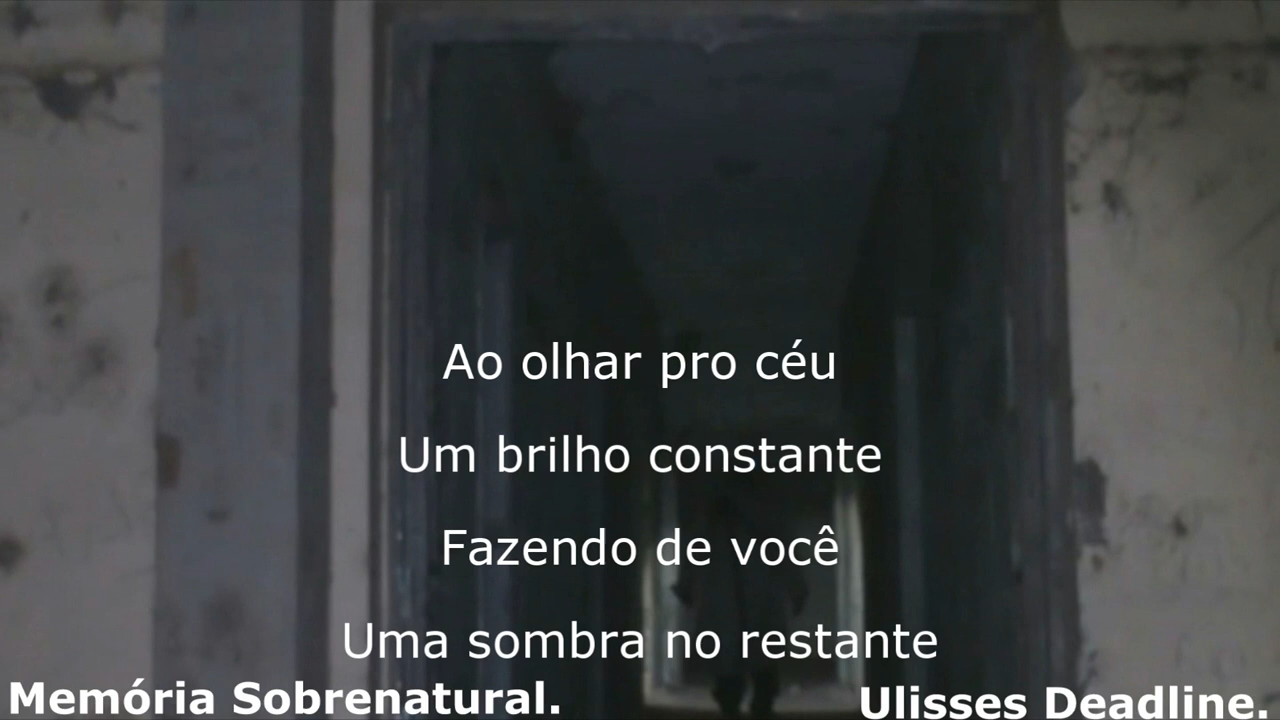 Ao olhar pro céu
Um brilho constante
Fazendo de você
Uma sombra no restante
Memória Sobrenatural.
Ulisses Deadline.